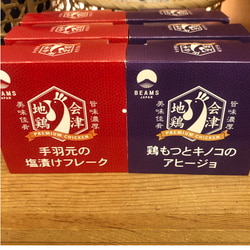 BEAMS
JAPAN
旨味濃厚
会津
地鶏
美味佳肴
PREMIUM CHICKEN
手羽元の
塩漬けフレーク
BEAMS
JAPAN
旨味濃厚
会津
地鶏
美味佳肴
PREMIUM CHICKEN
鶏もつとキノコの
アヒージョ